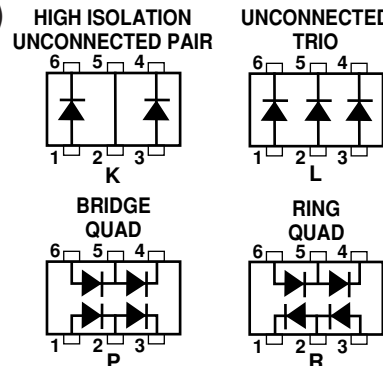 )
HIGH ISOLATION
UNCONNECTED PAIR
6 5 4
1 2 3
K
UNCONNECTED
TRIO
6 5 4
1 2 3
L
BRIDGE
QUAD
6 5 4
1 2 3
P
RING
QUAD
6 5 4
1 2 3
R